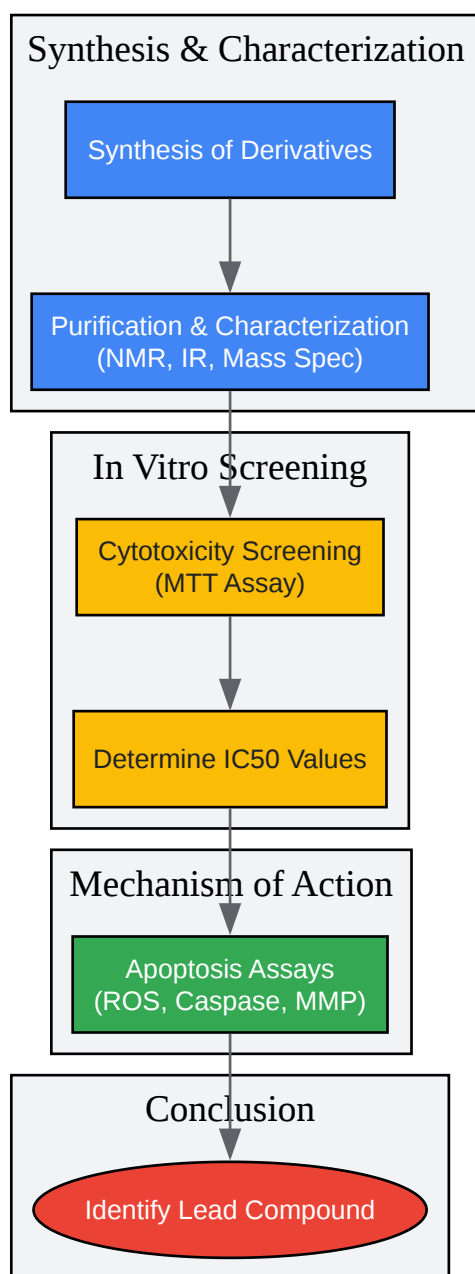 Synthesis & Characterization
Synthesis of Derivatives
Purification & Characterization
(NMR, IR, Mass Spec)
In Vitro Screening
Cytotoxicity Screening
(MTT Assay)
Determine IC50 Values
Mechanism of Action
Apoptosis Assays
(ROS, Caspase, MMP)
Conclusion
Identify Lead Compound